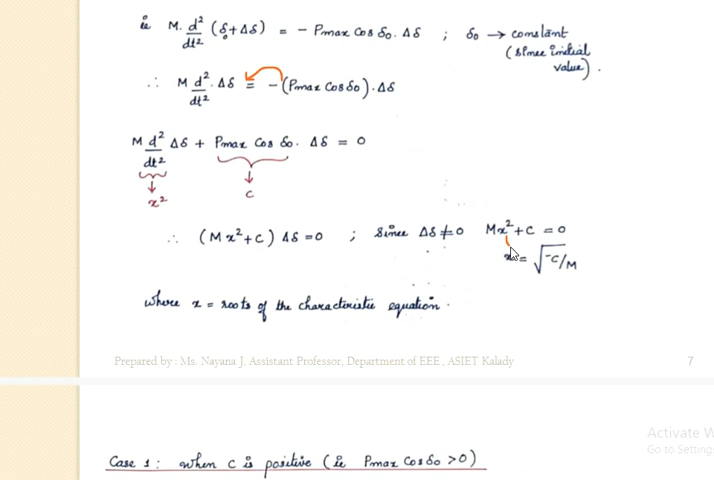 ie M. d²/dt² (δ₀+Δδ) = - Pmax Cos δ₀. Δδ ; δ₀ → constant
(since initial
value).
∴ M d²/dt². Δδ = -(Pmax Cos δ₀).Δδ
M d²/dt² Δδ + Pmax Cos δ₀. Δδ = 0
x² C
∴ (Mx²+C) Δδ=0 ; since Δδ≠0 Mx²+C =0
x = √-C/M
where x = roots of the characteristic equation.
Prepared by : Ms. Nayana J, Assistant Professor, Department of EEE , ASIET Kalady 7
Activate W
Go to Setting
Case 1: when C is positive (ie Pmax Cos δ₀ >0)